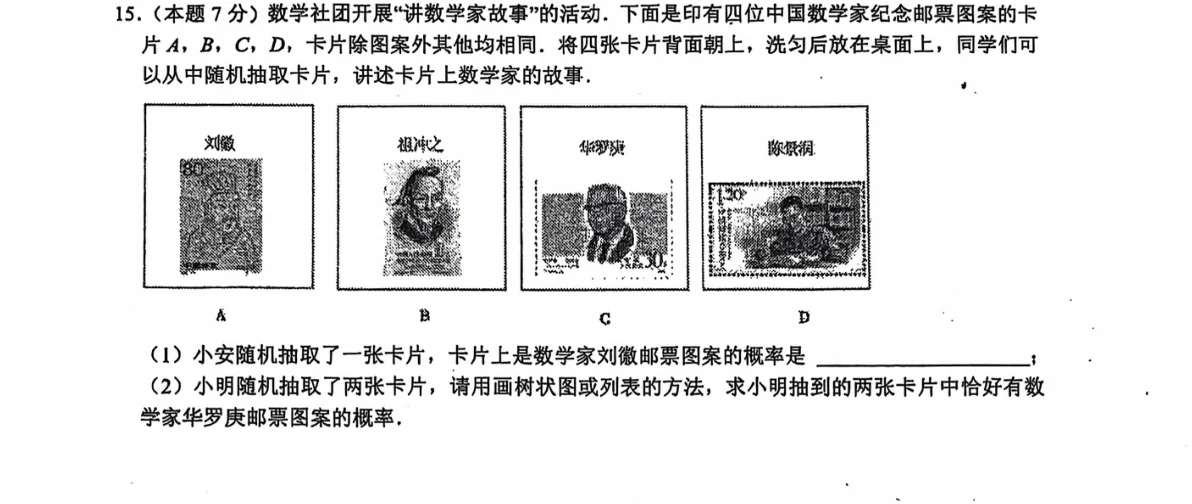 15.（本题 7 分）数学社团开展“讲数学家故事”的活动．下面是印有四位中国数学家纪念邮票图案的卡
片 A，B，C，D，卡片除图案外其他均相同．将四张卡片背面朝上，洗匀后放在桌面上，同学们可
以从中随机抽取卡片，讲述卡片上数学家的故事．
刘徽 祖冲之 华罗庚 陈景润
80 30 20
A B C D
（1）小安随机抽取了一张卡片，卡片上是数学家刘徽邮票图案的概率是 ____________；
（2）小明随机抽取了两张卡片，请用画树状图或列表的方法，求小明抽到的两张卡片中恰好有数
学家华罗庚邮票图案的概率．